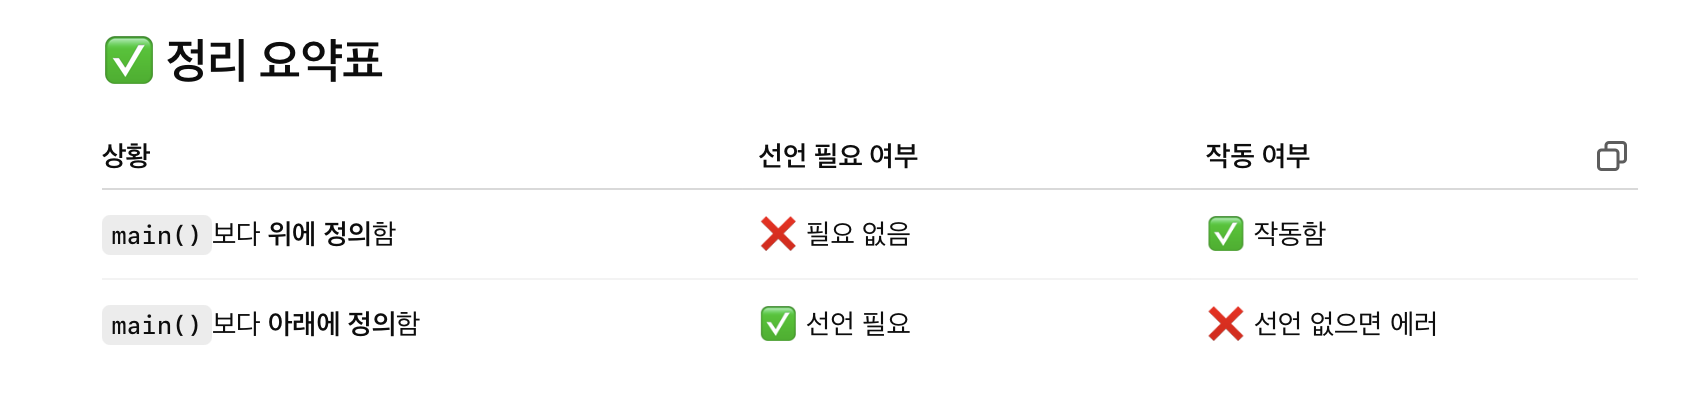 ✅ 정리 요약표
상황 선언 필요 여부 작동 여부
main()보다 위에 정의함 ❌ 필요 없음 ✅ 작동함
main()보다 아래에 정의함 ✅ 선언 필요 ❌ 선언 없으면 에러